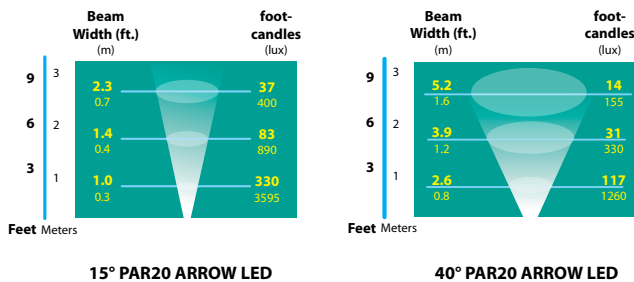 Beam
Width (ft.)
(m)
foot-
candles
(lux)
9 3 2.3 37
0.7 400
6 2 1.4 83
0.4 890
3 1 1.0 330
0.3 3595
Feet Meters
15° PAR20 ARROW LED
Beam
Width (ft.)
(m)
foot-
candles
(lux)
9 3 5.2 14
1.6 155
6 2 3.9 31
1.2 330
3 1 2.6 117
0.8 1260
Feet Meters
40° PAR20 ARROW LED